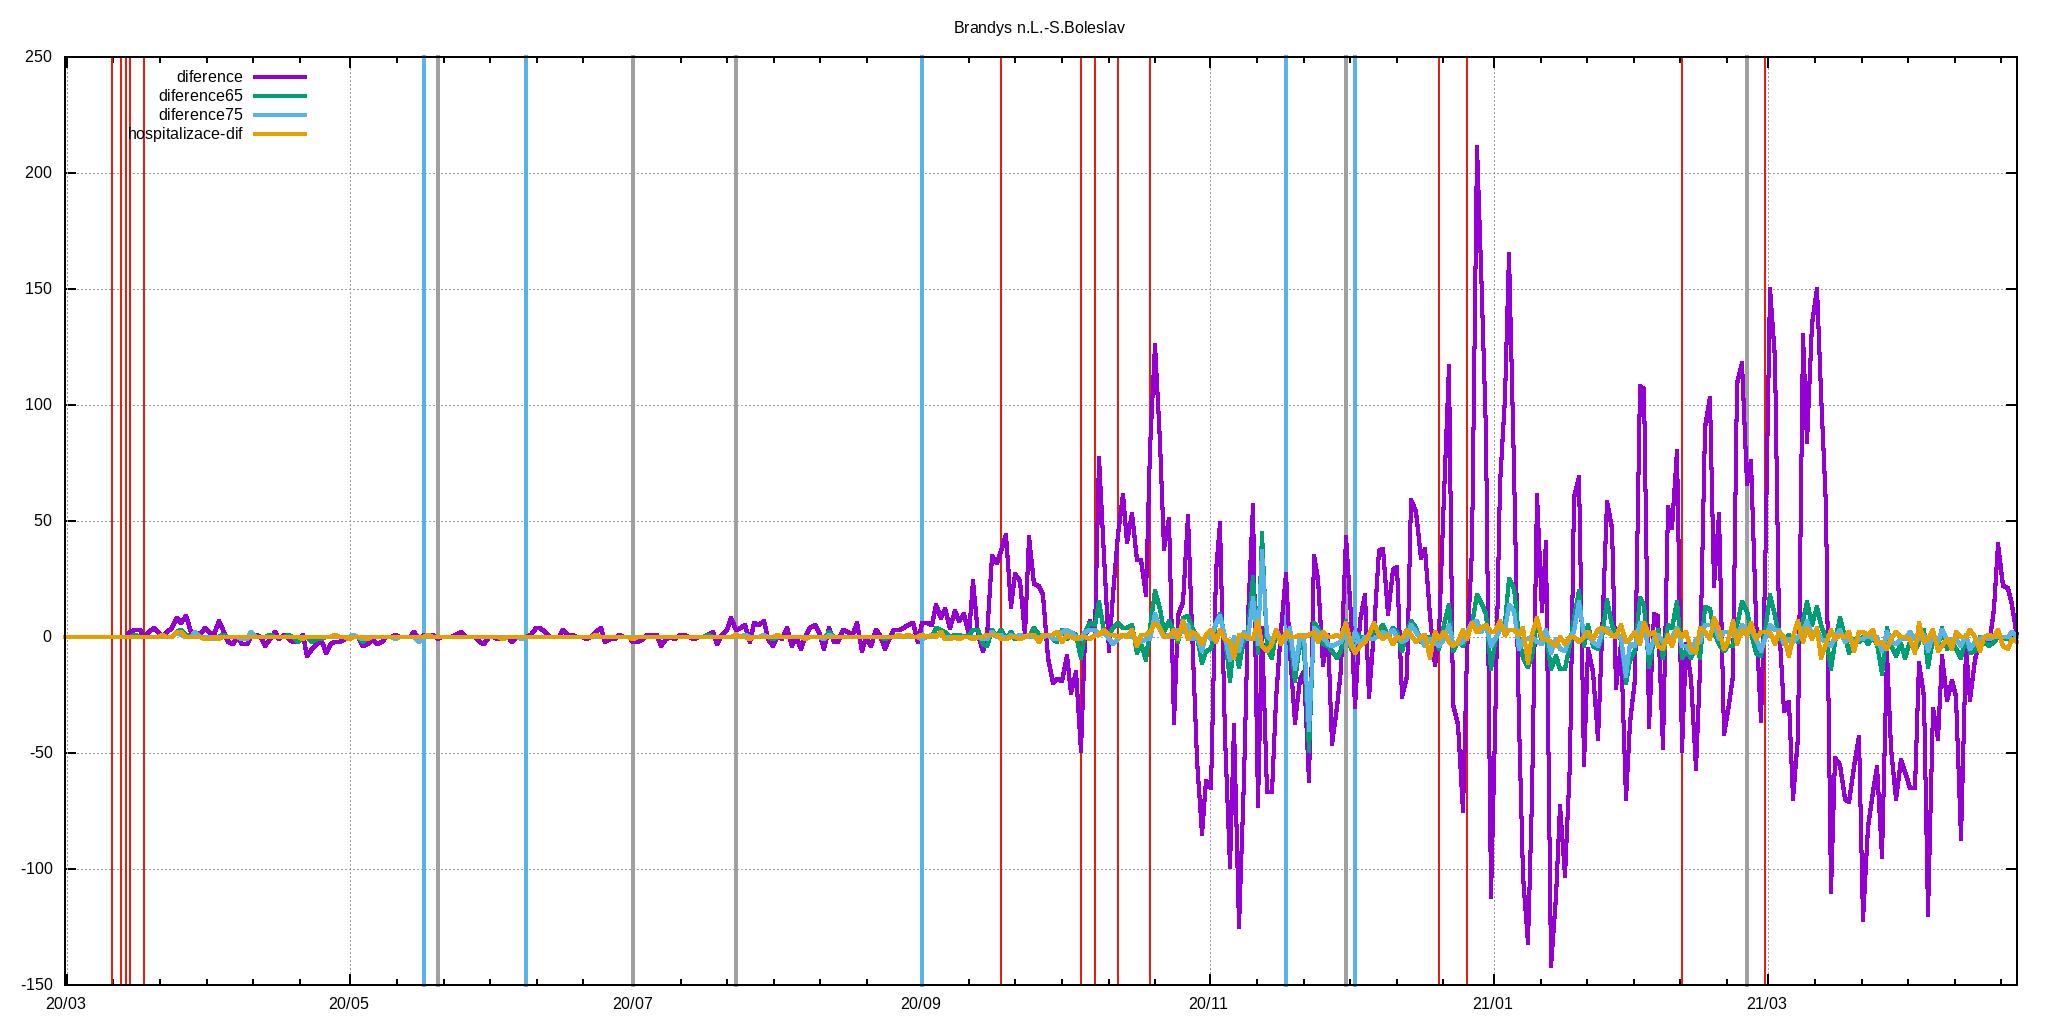 Brandys n.L.-S.Boleslav
250
200
150
100
50
0
-50
-100
-150
diference
diference65
diference75
hospitalizace-dif
20/03 20/05 20/07 20/09 20/11 21/01 21/03